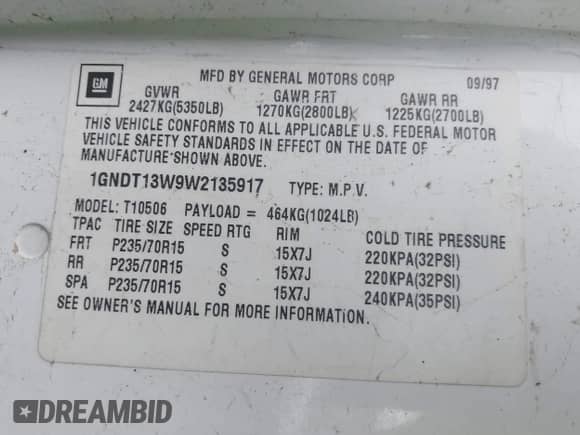 GM
MFD BY GENERAL MOTORS CORP 09/97
GVWR GAWR FRT GAWR RR
2427KG(5350LB) 1270KG(2800LB) 1225KG(2700LB)
THIS VEHICLE CONFORMS TO ALL APPLICABLE U.S. FEDERAL MOTOR
VEHICLE SAFETY STANDARDS IN EFFECT ON THE DATE OF
MANUFACTURE SHOWN ABOVE.
1GNDT13W9W2135917 TYPE: M.P.V.
MODEL: T10506 PAYLOAD = 464KG(1024LB)
TPAC TIRE SIZE SPEED RTG RIM COLD TIRE PRESSURE
FRT P235/70R15 S 15X7J 220KPA(32PSI)
RR P235/70R15 S 15X7J 220KPA(32PSI)
SPA P235/70R15 S 15X7J 240KPA(35PSI)
SEE OWNER'S MANUAL FOR MORE INFORMATION.
DREAMBID